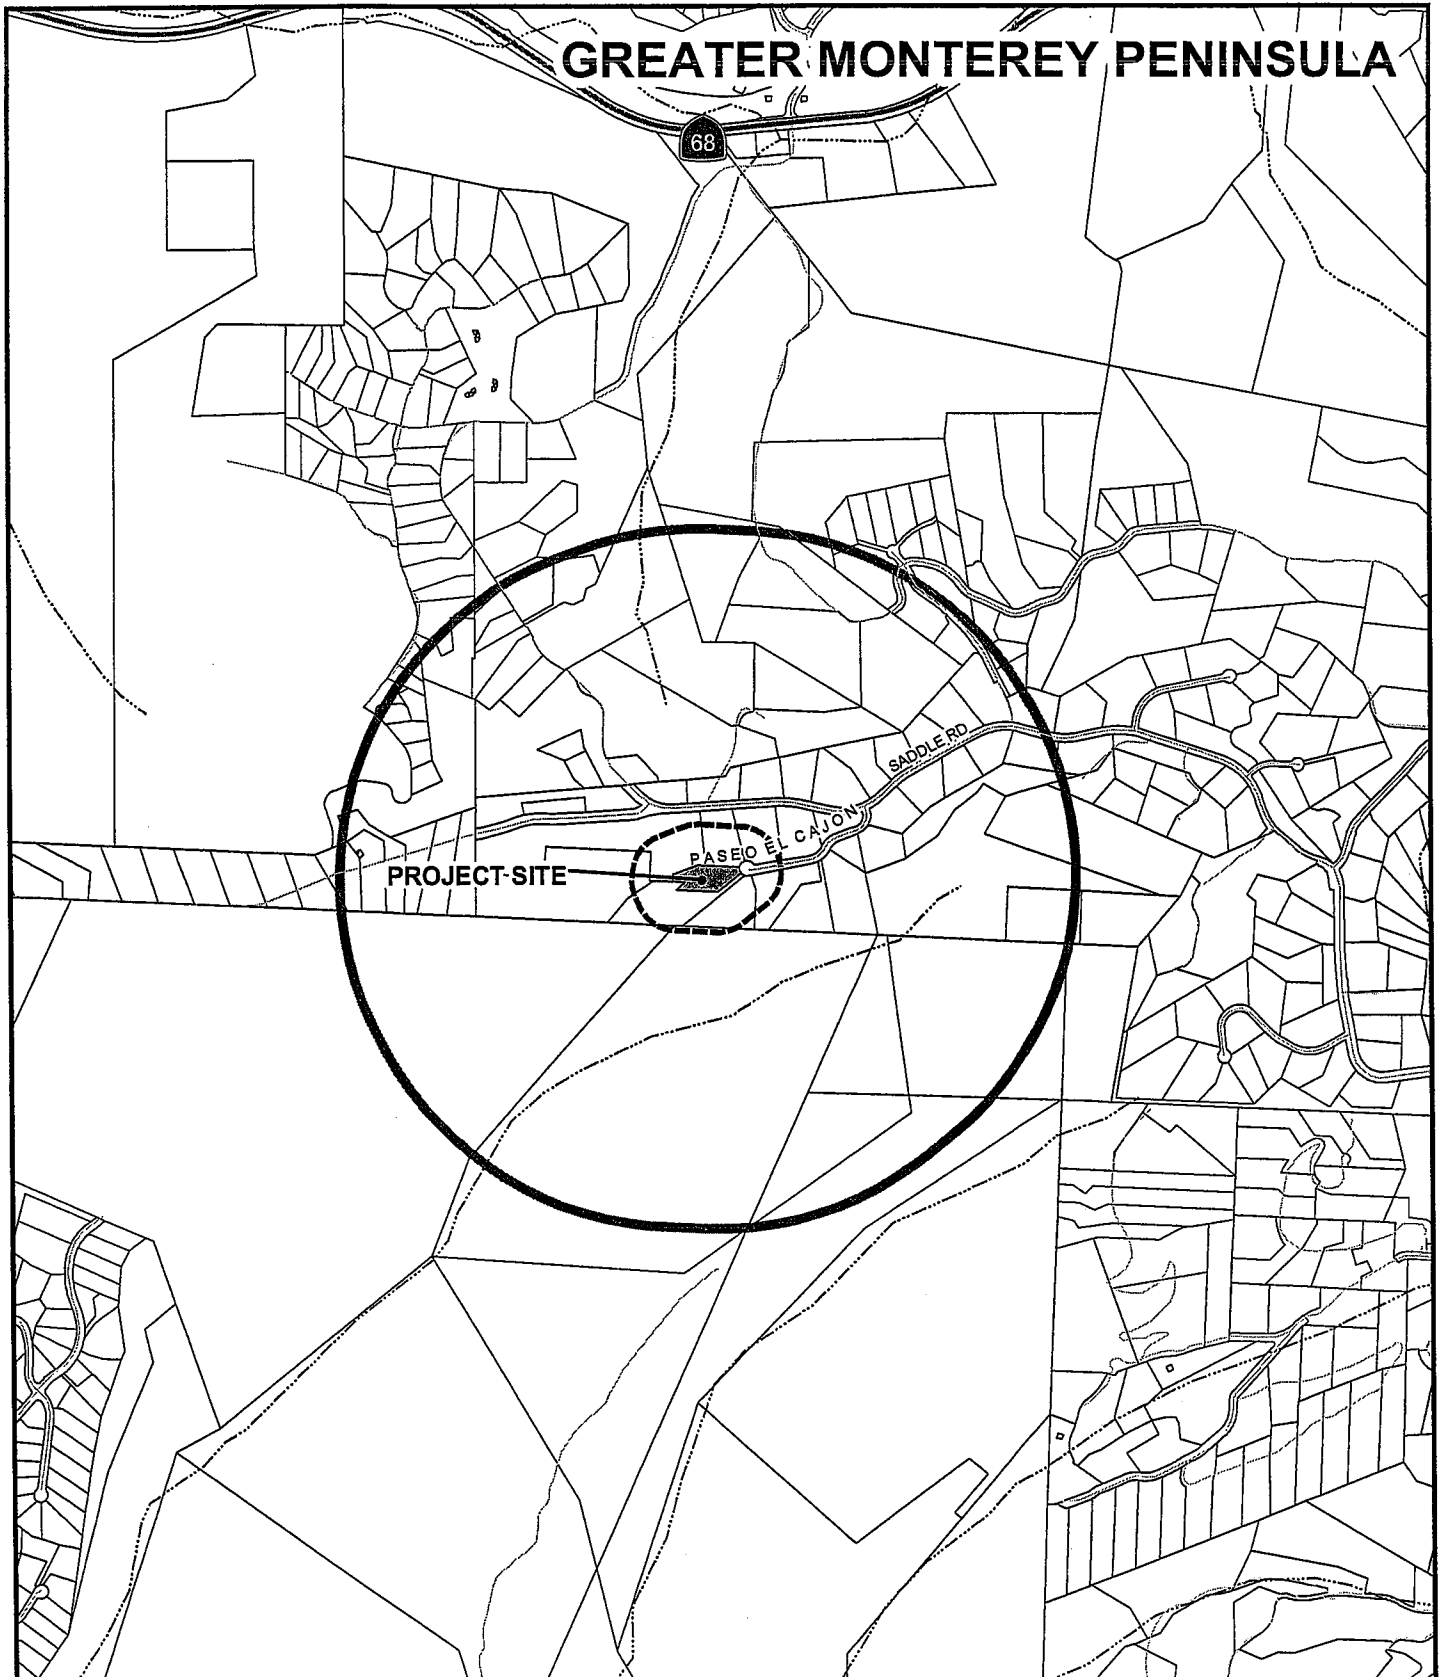 GREATER MONTEREY PENINSULA
68
SADDLE RD
PASEO EL CAJON
PROJECT SITE